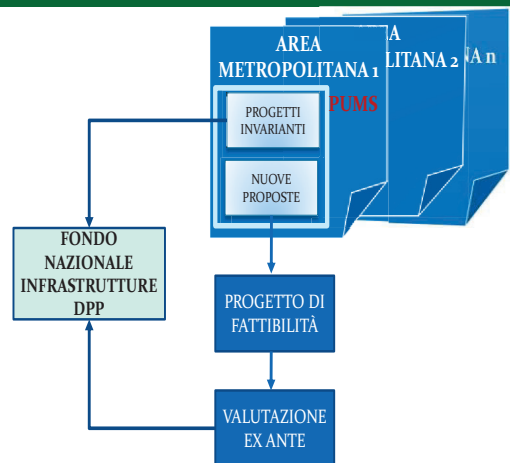 AREA
METROPOLITANA 1
A
LITANA 2
NA n
PUMS
PROGETTI
INVARIANTI
NUOVE
PROPOSTE
FONDO
NAZIONALE
INFRASTRUTTURE
DPP
PROGETTO DI
FATTIBILITÀ
VALUTAZIONE
EX ANTE